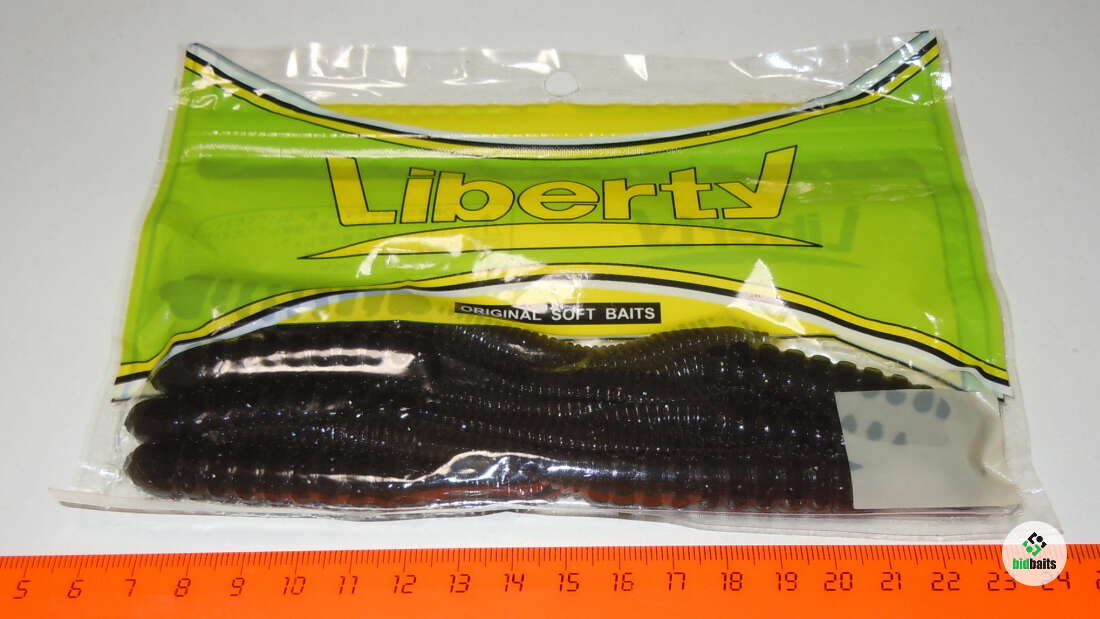 Liberty
ORIGINAL SOFT BAITS
bidbaits
5 6 7 8 9 10 11 12 13 14 15 16 17 18 19 20 21 22 23 24